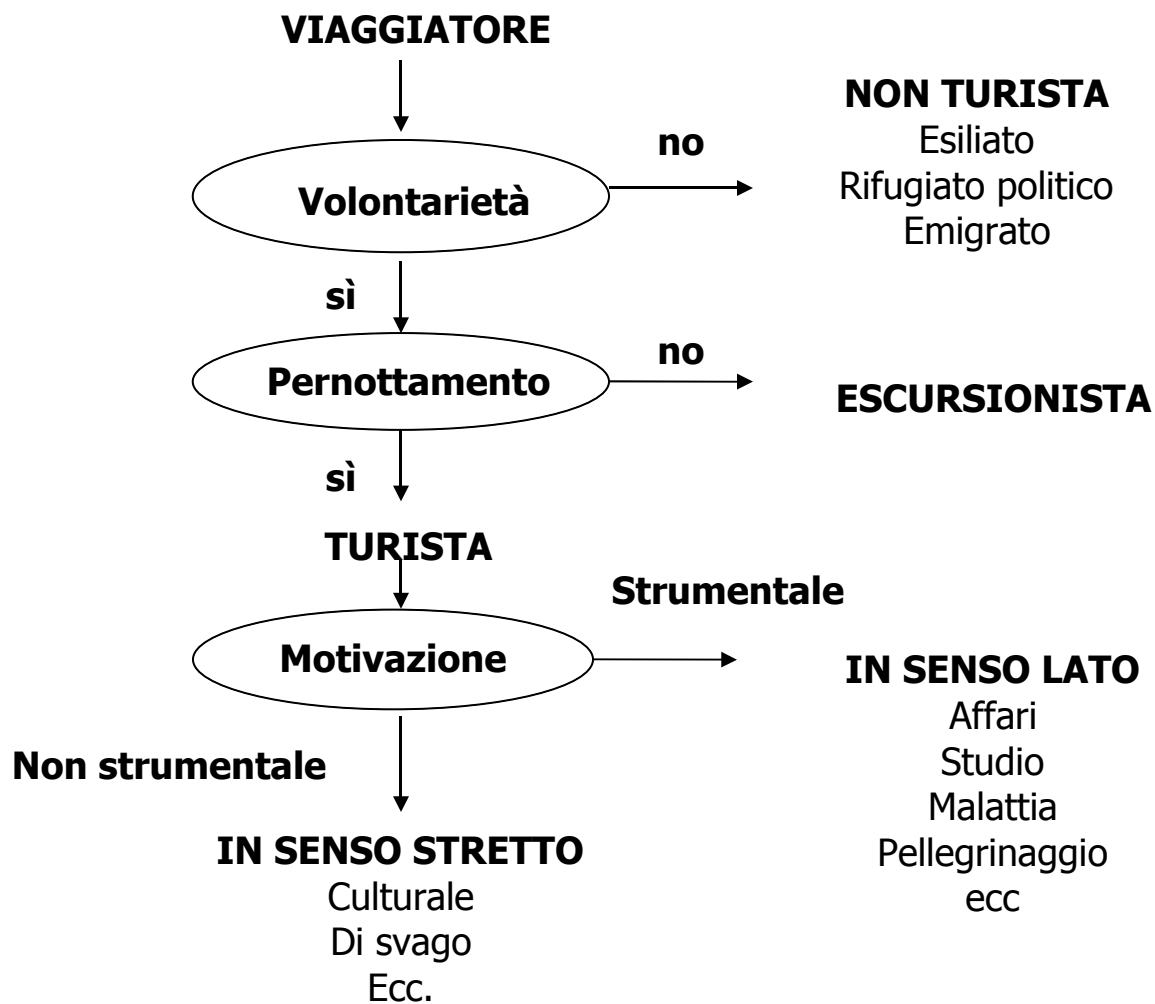 VIAGGIATORE
NON TURISTA
Esiliato
Rifugiato politico
Emigrato
no
Volontarietà
sì
no
Pernottamento
ESCURSIONISTA
sì
TURISTA
Strumentale
Motivazione
IN SENSO LATO
Affari
Studio
Malattia
Pellegrinaggio
ecc
Non strumentale
IN SENSO STRETTO
Culturale
Di svago
Ecc.